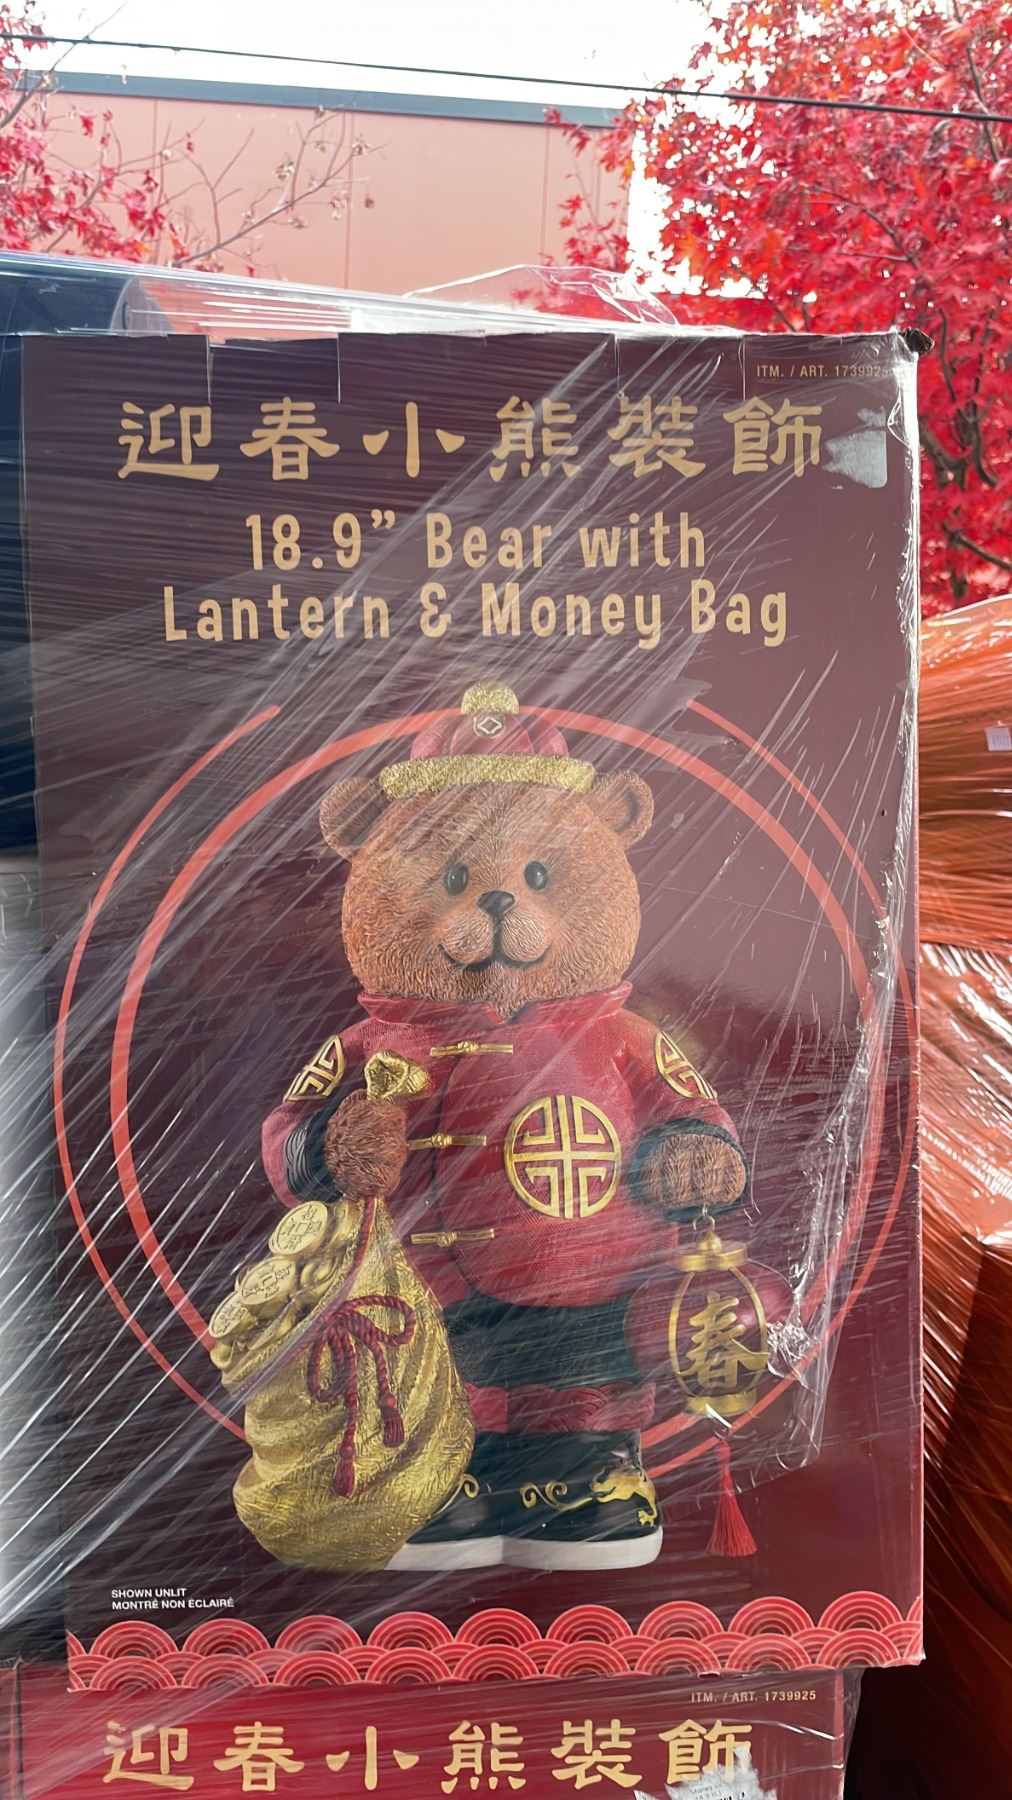 ITM. / ART. 1739925
迎春小熊裝飾
18.9” Bear with
Lantern & Money Bag
春
SHOWN UNLIT
MONTRÉ NON ÉCLAIRÉ
ITM. / ART. 1739925
迎春小熊裝飾